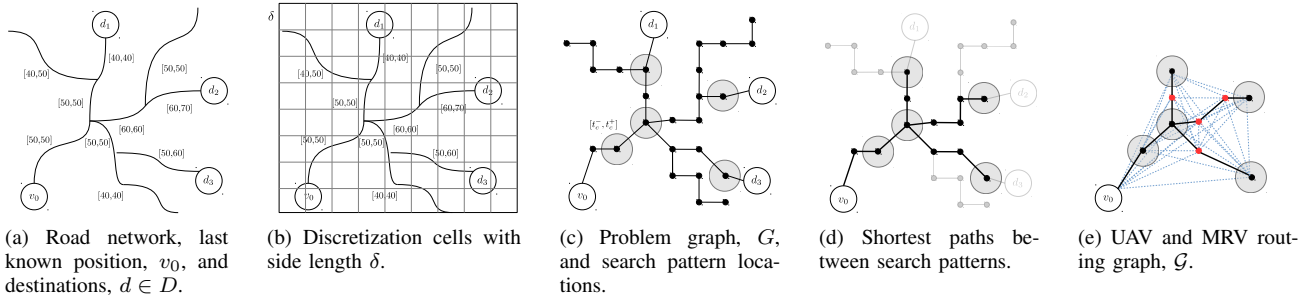 d₁
[40,40]
[40,50]
[50,50]
d₂
[50,50]
[60,70]
[60,60]
[50,50]
[50,50]
[50,60]
d₃
[40,40]
v₀
(a) Road network, last
known position, v₀, and
destinations, d ∈ D.
δ
d₁
[40,40]
[40,50]
[50,50]
d₂
[50,50]
[60,70]
[60,60]
[50,50]
[50,50]
[50,60]
d₃
[40,40]
v₀
(b) Discretization cells with
side length δ.
d₁
d₂
[t⁻ₑ, t⁺ₑ]
d₃
v₀
(c) Problem graph, G,
and search pattern loca-
tions.
d₁
d₂
d₃
v₀
(d) Shortest paths be-
tween search patterns.
v₀
(e) UAV and MRV rout-
ing graph, 𝒢.